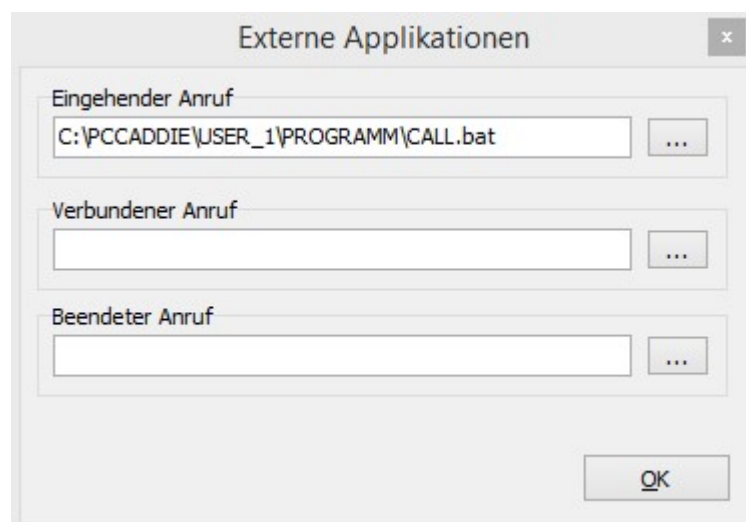 Externe Applikationen
x
Eingehender Anruf
C:\PCCADDIE\USER_1\PROGRAMM\CALL.bat
...
Verbundener Anruf
...
Beendeter Anruf
...
OK